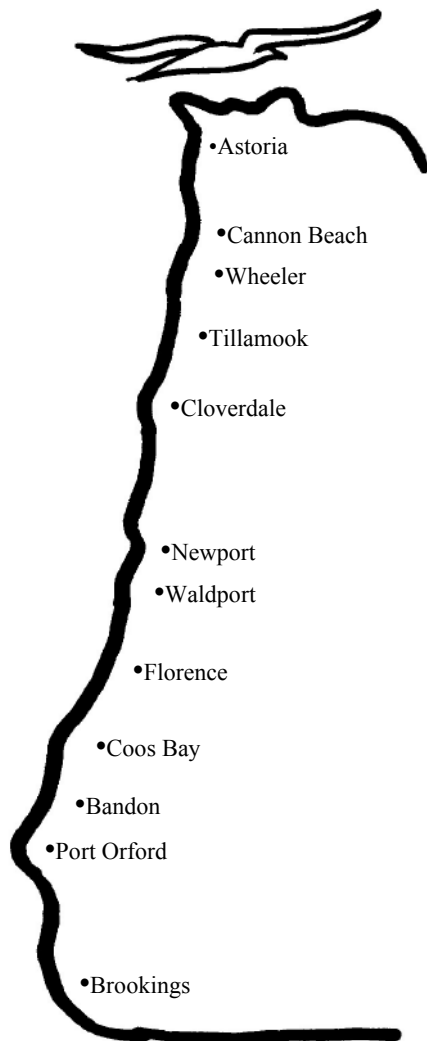 •Astoria
•Cannon Beach
•Wheeler
•Tillamook
•Cloverdale
•Newport
•Waldport
•Florence
•Coos Bay
•Bandon
•Port Orford
•Brookings